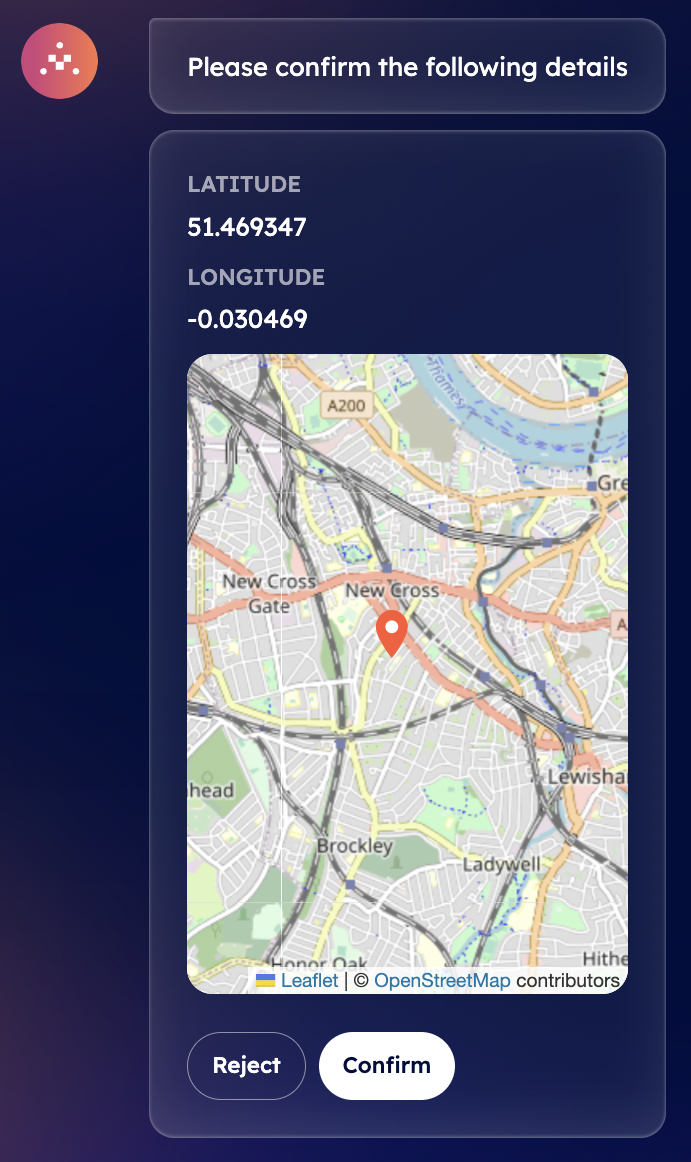 Please confirm the following details
LATITUDE
51.469347
LONGITUDE
-0.030469
Thames
A200
Gre
New Cross
Gate
New Cross
A
Lewisha
head
Brockley
Ladywell
Honor Oak
Hithe
Leaflet | © OpenStreetMap contributors
Reject
Confirm